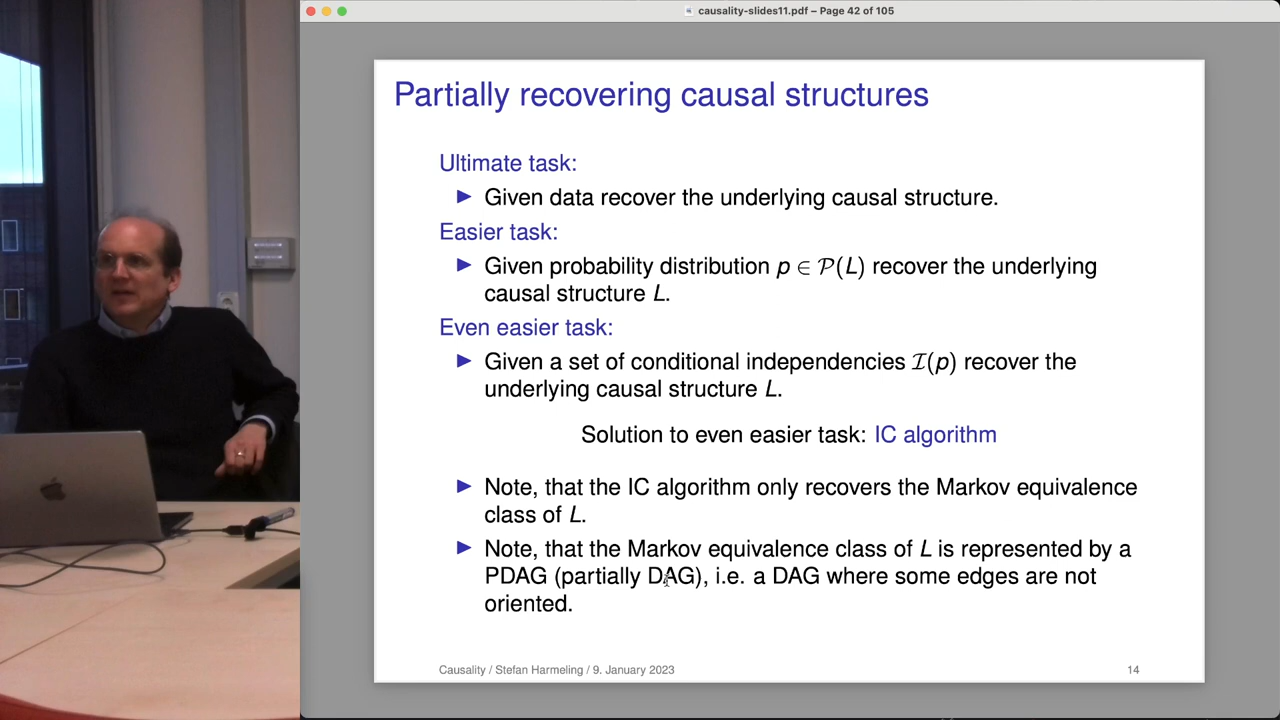 causality-slides11.pdf – Page 42 of 105
Partially recovering causal structures
Ultimate task:
▶ Given data recover the underlying causal structure.
Easier task:
▶ Given probability distribution p ∈ 𝒫(L) recover the underlying
causal structure L.
Even easier task:
▶ Given a set of conditional independencies ℐ(p) recover the
underlying causal structure L.
Solution to even easier task: IC algorithm
▶ Note, that the IC algorithm only recovers the Markov equivalence
class of L.
▶ Note, that the Markov equivalence class of L is represented by a
PDAG (partially DAG), i.e. a DAG where some edges are not
oriented.
Causality / Stefan Harmeling / 9. January 2023
14